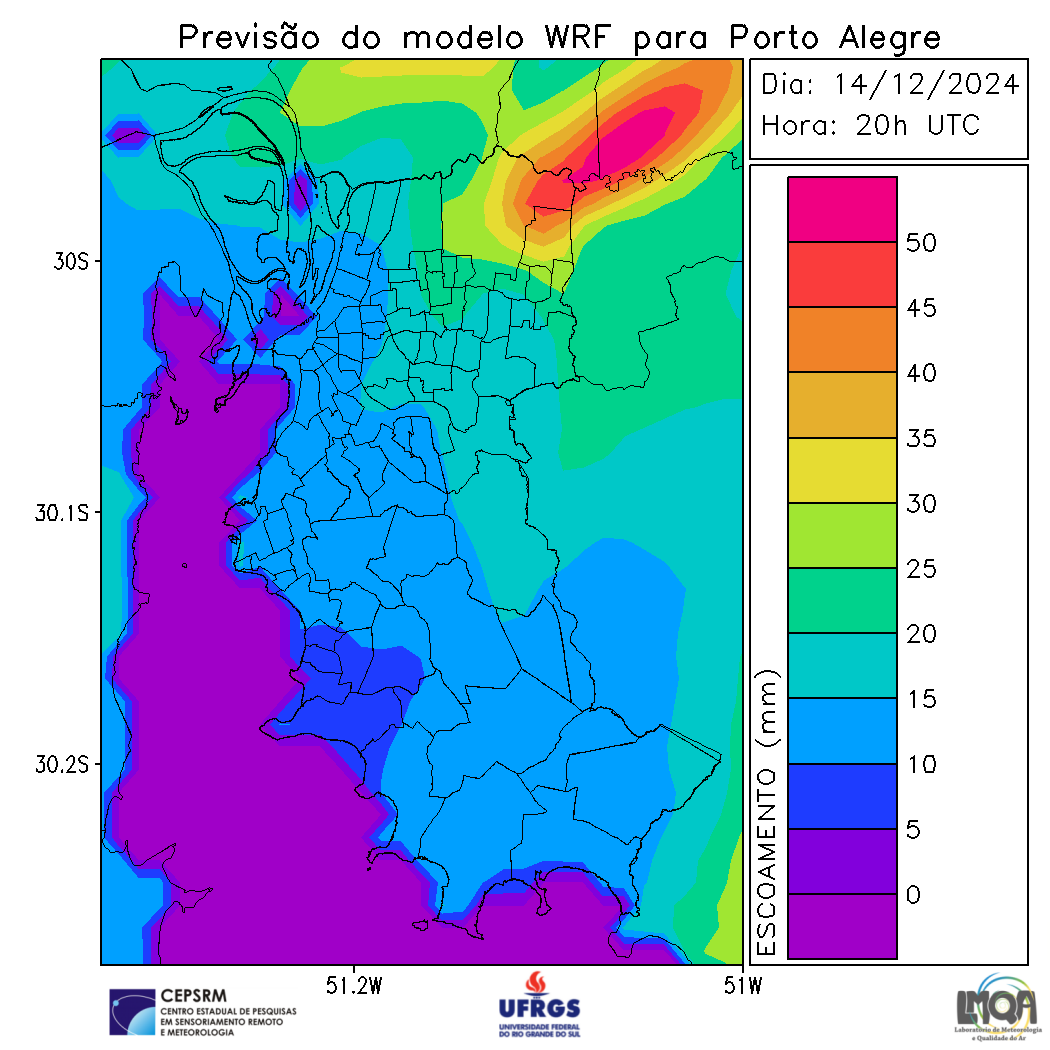 Previsão do modelo WRF para Porto Alegre
Dia: 14/12/2024
Hora: 20h UTC
30S
30.1S
30.2S
51.2W
51W
50
45
40
35
30
25
20
15
10
5
0
ESCOAMENTO (mm)
CEPSRM
CENTRO ESTADUAL DE PESQUISAS
EM SENSORIAMENTO REMOTO
E METEOROLOGIA
UFRGS
UNIVERSIDADE FEDERAL
DO RIO GRANDE DO SUL
LMQA
Laboratório de Meteorologia
e Qualidade do Ar